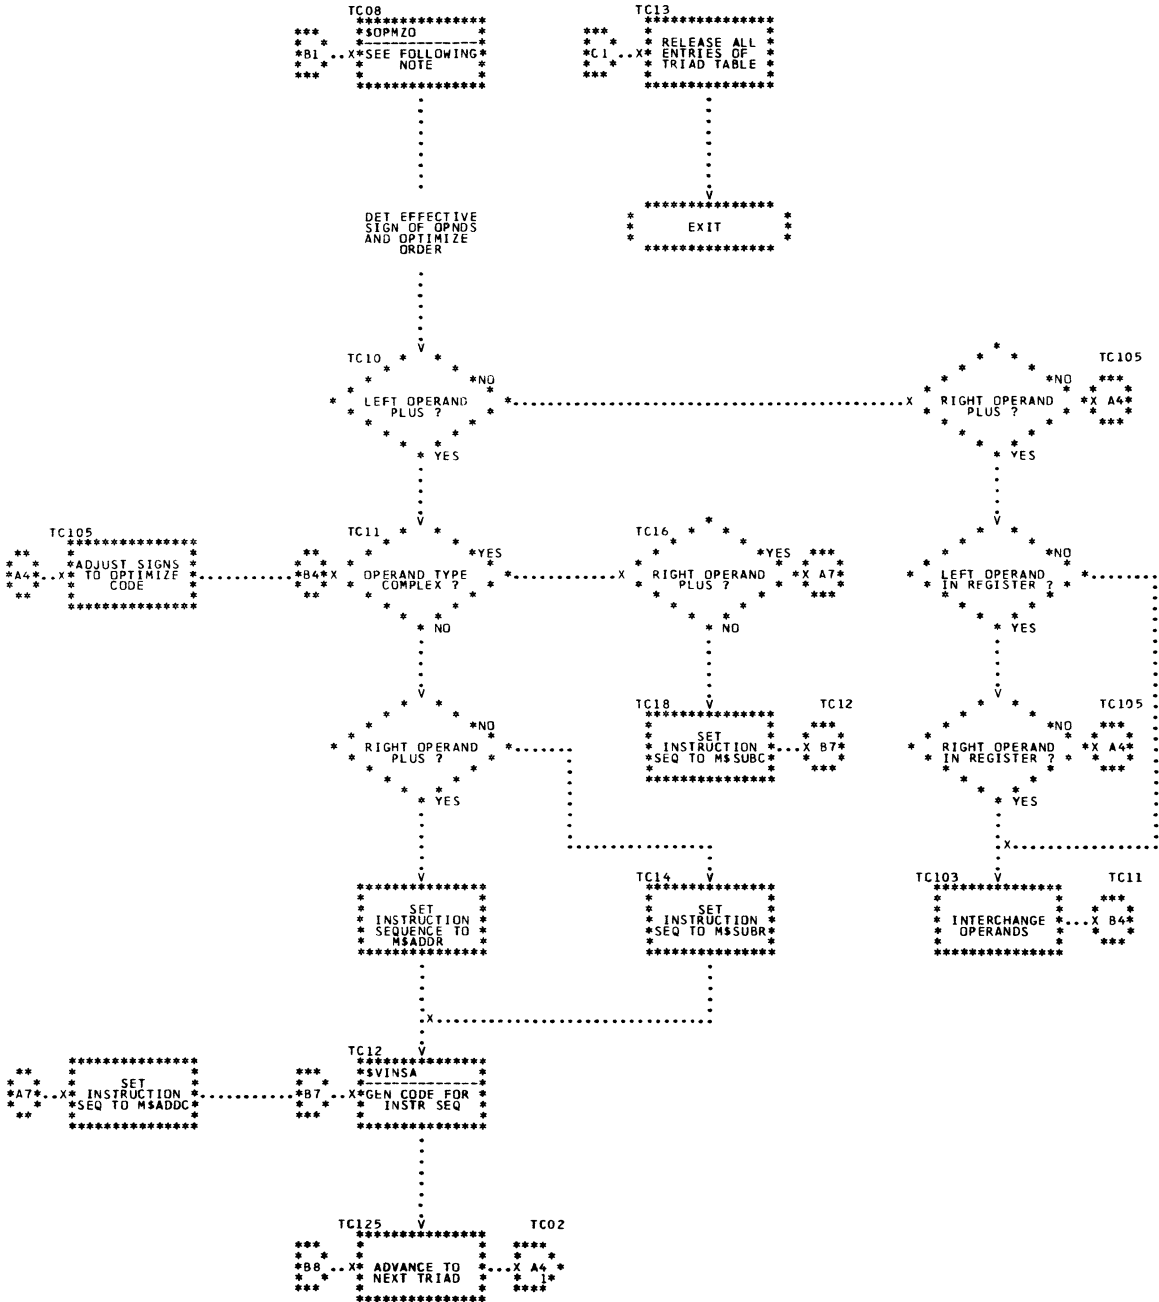 TC08
$OPMZO
B1
SEE FOLLOWING
NOTE
TC13
C1
RELEASE ALL
ENTRIES OF
TRIAD TABLE
DET EFFECTIVE
SIGN OF OPNDS
AND OPTIMIZE
ORDER
EXIT
TC10
LEFT OPERAND
PLUS ?
NO
YES
RIGHT OPERAND
PLUS ?
NO
TC105
A4
YES
TC105
A4
ADJUST SIGNS
TO OPTIMIZE
CODE
B4
TC11
OPERAND TYPE
COMPLEX ?
YES
NO
TC16
RIGHT OPERAND
PLUS ?
YES
A7
NO
LEFT OPERAND
IN REGISTER ?
NO
YES
RIGHT OPERAND
PLUS ?
NO
YES
TC18
SET
INSTRUCTION
SEQ TO M$SUBC
TC12
B7
RIGHT OPERAND
IN REGISTER ?
NO
TC105
A4
YES
SET
INSTRUCTION
SEQUENCE TO
M$ADDR
TC14
SET
INSTRUCTION
SEQ TO M$SUBR
TC103
INTERCHANGE
OPERANDS
TC11
B4
A7
SET
INSTRUCTION
SEQ TO M$ADDC
B7
TC12
$VINSA
GEN CODE FOR
INSTR SEQ
TC125
B8
ADVANCE TO
NEXT TRIAD
TC02
A4
1